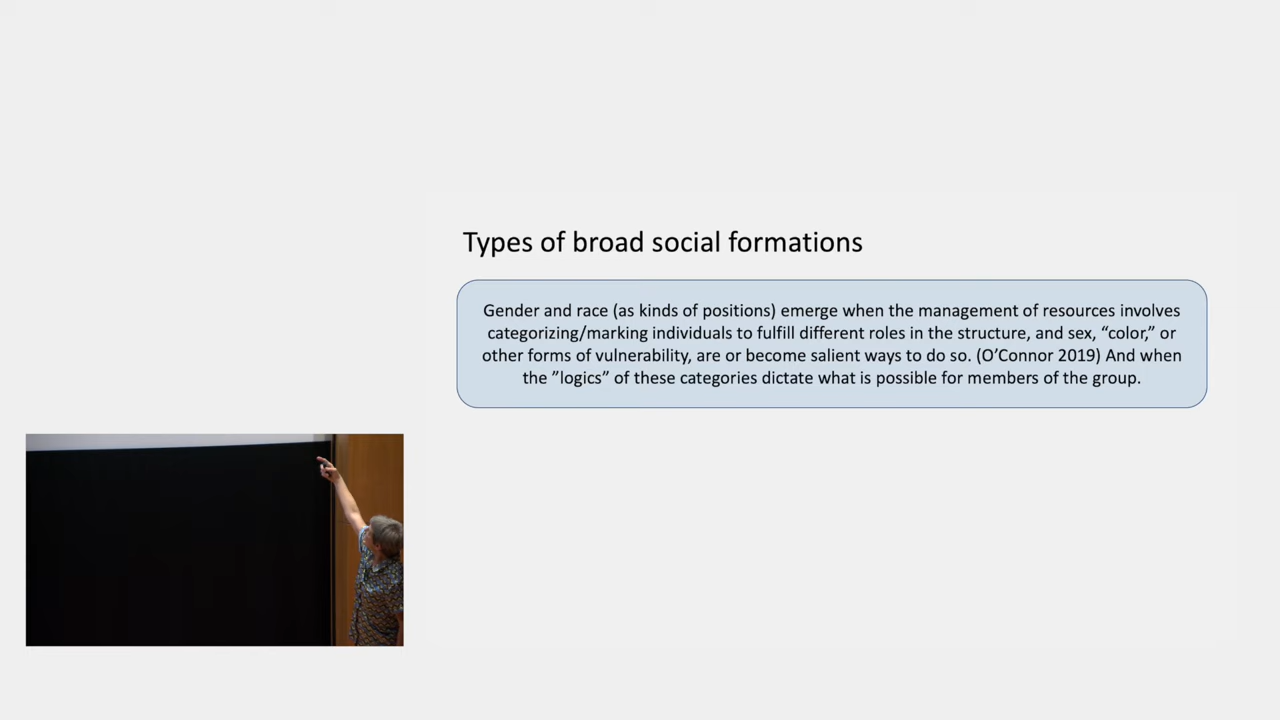 Types of broad social formations
Gender and race (as kinds of positions) emerge when the management of resources involves
categorizing/marking individuals to fulfill different roles in the structure, and sex, “color,” or
other forms of vulnerability, are or become salient ways to do so. (O’Connor 2019) And when
the ”logics” of these categories dictate what is possible for members of the group.